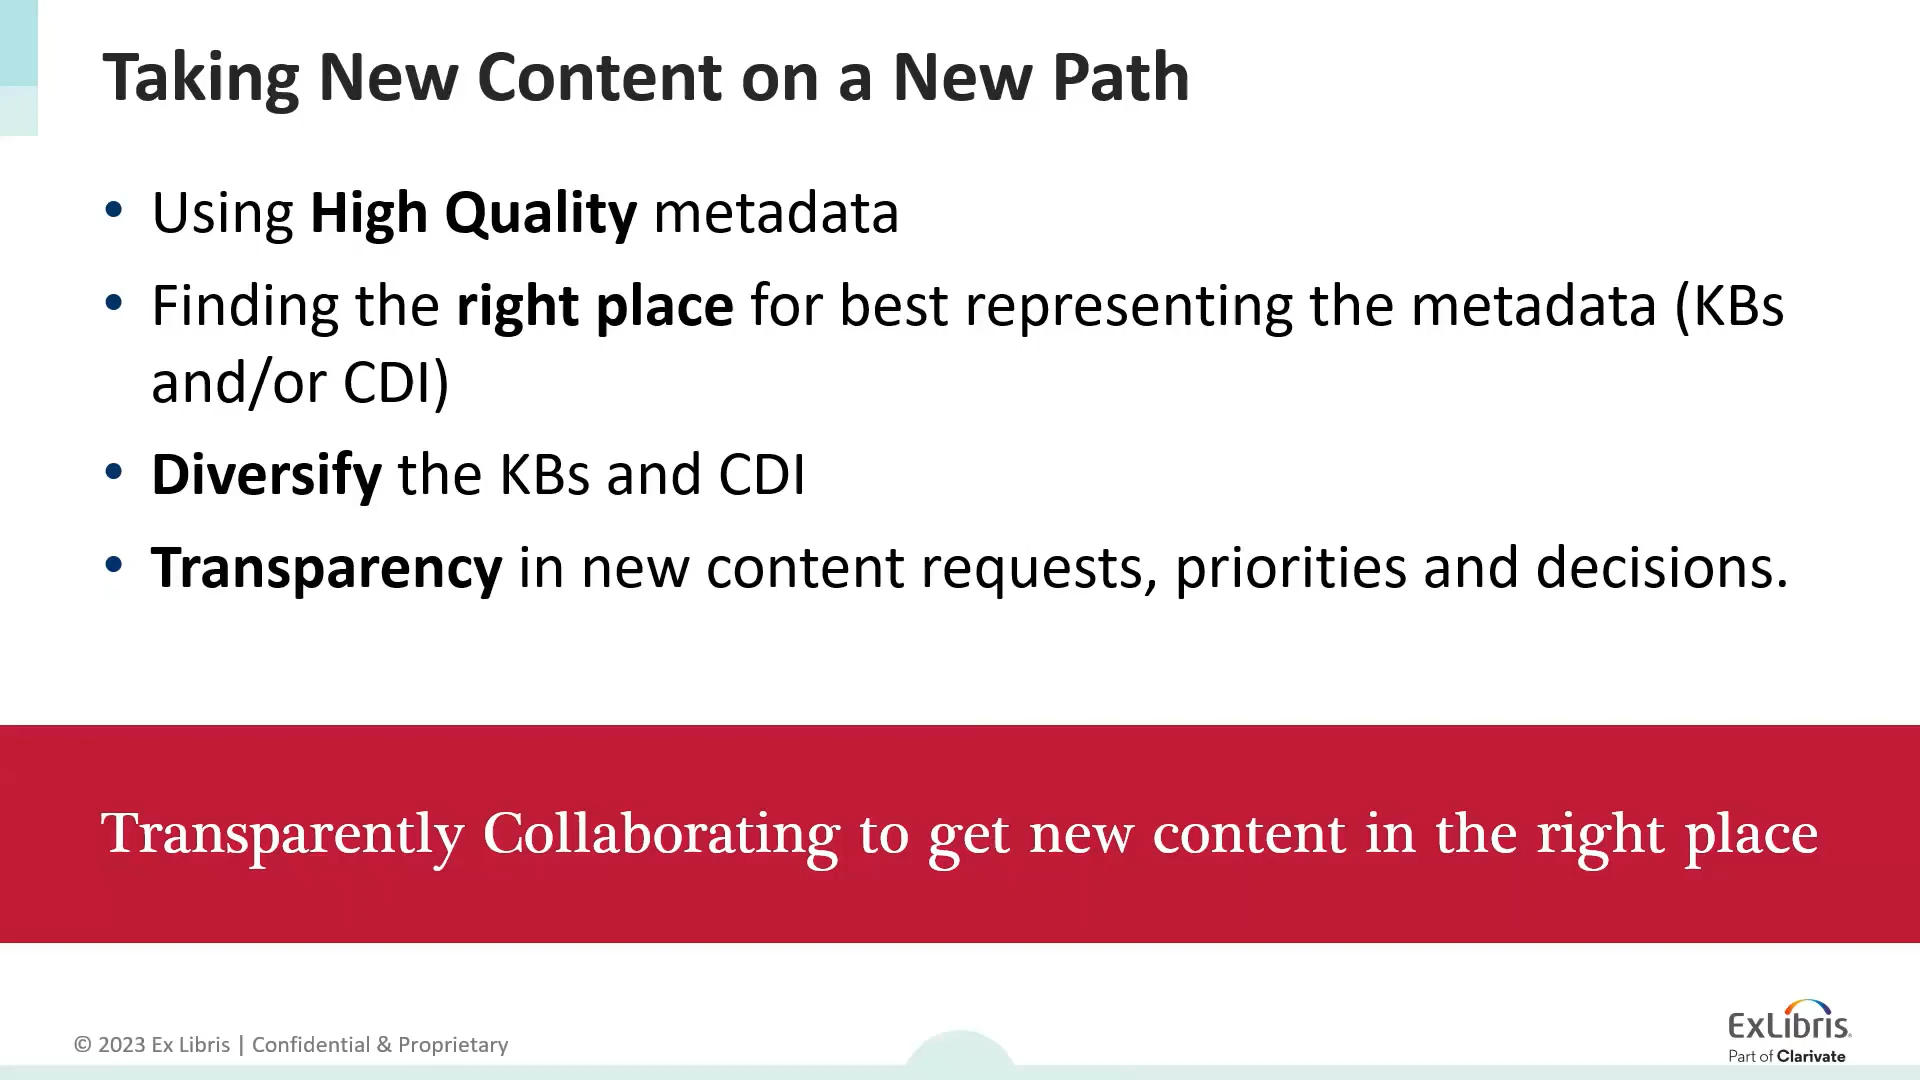 Taking New Content on a New Path
• Using High Quality metadata
• Finding the right place for best representing the metadata (KBs
and/or CDI)
• Diversify the KBs and CDI
• Transparency in new content requests, priorities and decisions.
Transparently Collaborating to get new content in the right place
© 2023 Ex Libris | Confidential & Proprietary
ExLibris.
Part of Clarivate